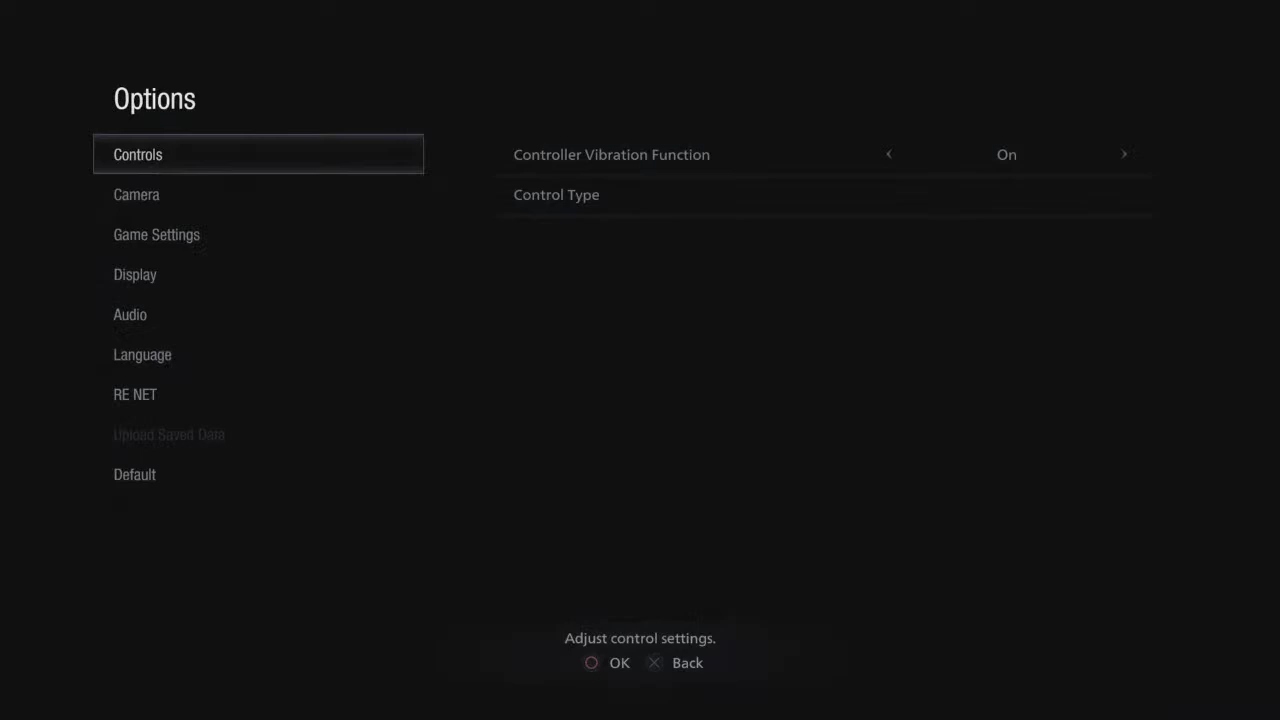 Options
Controls
Controller Vibration Function
On
Camera
Control Type
Game Settings
Display
Audio
Language
RE NET
Upload Saved Data
Default
Adjust control settings.
OK
Back